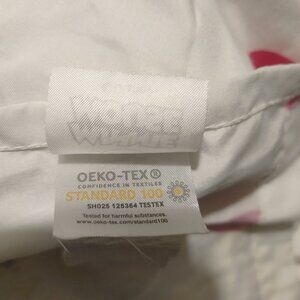 OEKO-TEX®
CONFIDENCE IN TEXTILES
STANDARD 100
SH025 125364 TESTEX
Tested for harmful substances.
www.oeko-tex.com/standard100